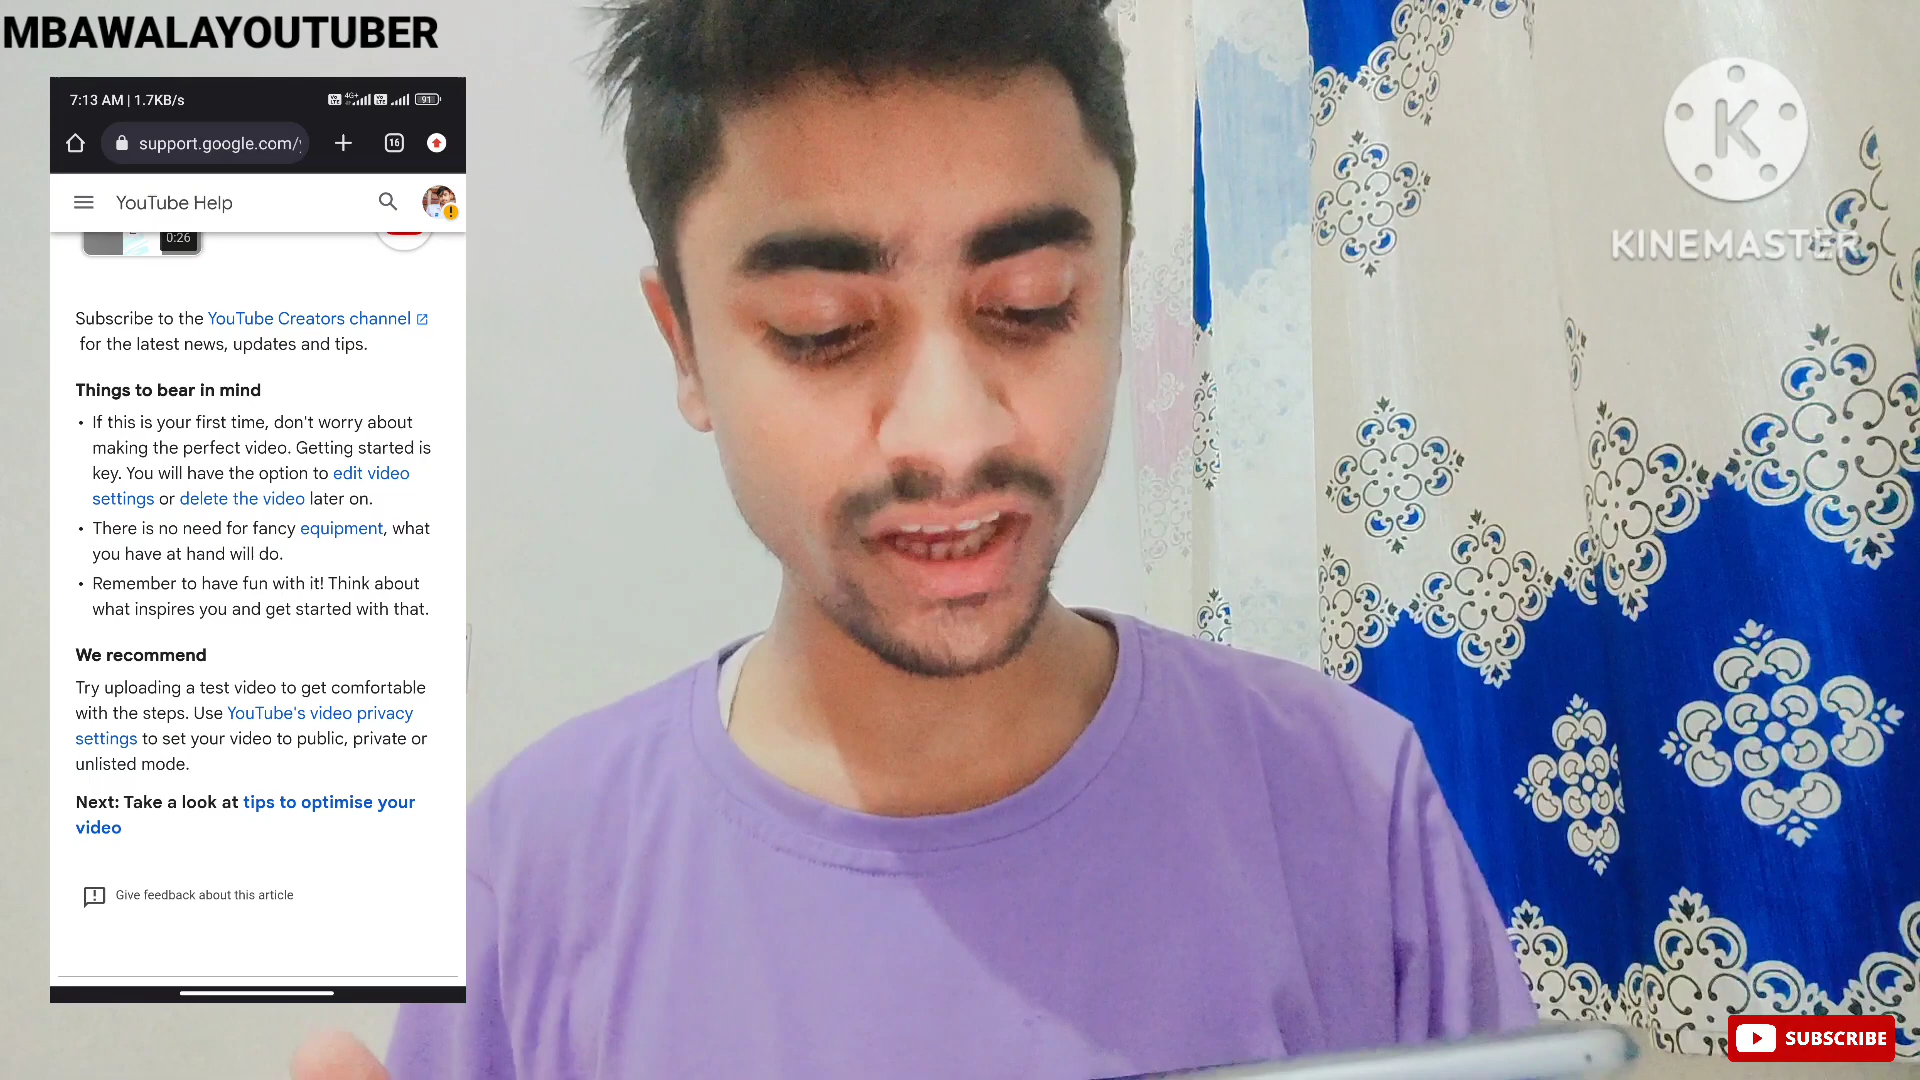 MBAWALAYOUTUBER
7:13 AM | 1.7KB/s
4G+
91
support.google.com/
16
YouTube Help
0:26
Subscribe to the YouTube Creators channel
for the latest news, updates and tips.
Things to bear in mind
• If this is your first time, don't worry about
making the perfect video. Getting started is
key. You will have the option to edit video
settings or delete the video later on.
• There is no need for fancy equipment, what
you have at hand will do.
• Remember to have fun with it! Think about
what inspires you and get started with that.
We recommend
Try uploading a test video to get comfortable
with the steps. Use YouTube's video privacy
settings to set your video to public, private or
unlisted mode.
Next: Take a look at tips to optimise your
video
Give feedback about this article
K
KINEMASTER
SUBSCRIBE